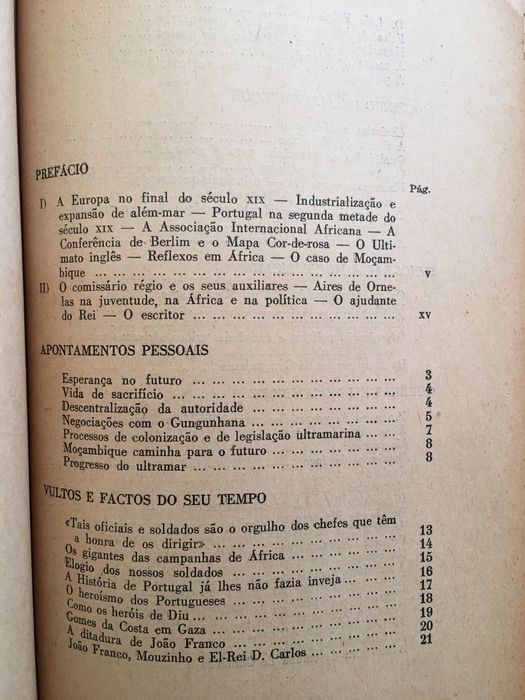 PREFÁCIO
Pág.
I) A Europa no final do século XIX — Industrialização e
expansão de além-mar — Portugal na segunda metade do
século XIX — A Associação Internacional Africana — A
Conferência de Berlim e o Mapa Cor-de-rosa — O Ulti-
mato inglês — Reflexos em África — O caso de Moçam-
bique ... ... ... ... ... ... ... ... ... ... ... ... ... ... ... V
II) O comissário régio e os seus auxiliares — Aires de Orne-
las na juventude, na África e na política — O ajudante
do Rei — O escritor ... ... ... ... ... ... ... ... ... ... XV
APONTAMENTOS PESSOAIS
Esperança no futuro ... ... ... ... ... ... ... ... ... ... 3
Vida de sacrifício ... ... ... ... ... ... ... ... ... ... ... 4
Descentralização da autoridade ... ... ... ... ... ... ... 4
Negociações com o Gungunhana ... ... ... ... ... ... ... 5
Processos de colonização e de legislação ultramarina ... ... 7
Moçambique caminha para o futuro ... ... ... ... ... ... 8
Progresso do ultramar ... ... ... ... ... ... ... ... ... ... 8
VULTOS E FACTOS DO SEU TEMPO
«Tais oficiais e soldados são o orgulho dos chefes que têm
a honra de os dirigir» ... ... ... ... ... ... ... ... ... 13
Os gigantes das campanhas de África ... ... ... ... ... ... 14
Elogio dos nossos soldados ... ... ... ... ... ... ... ... 15
A História de Portugal já lhes não fazia inveja ... ... ... 16
O heroísmo dos Portugueses ... ... ... ... ... ... ... ... 17
Como os heróis de Diu ... ... ... ... ... ... ... ... ... 18
Gomes da Costa em Gaza ... ... ... ... ... ... ... ... ... 19
A ditadura de João Franco ... ... ... ... ... ... ... ... 20
João Franco, Mouzinho e El-Rei D. Carlos ... ... ... ... ... 21